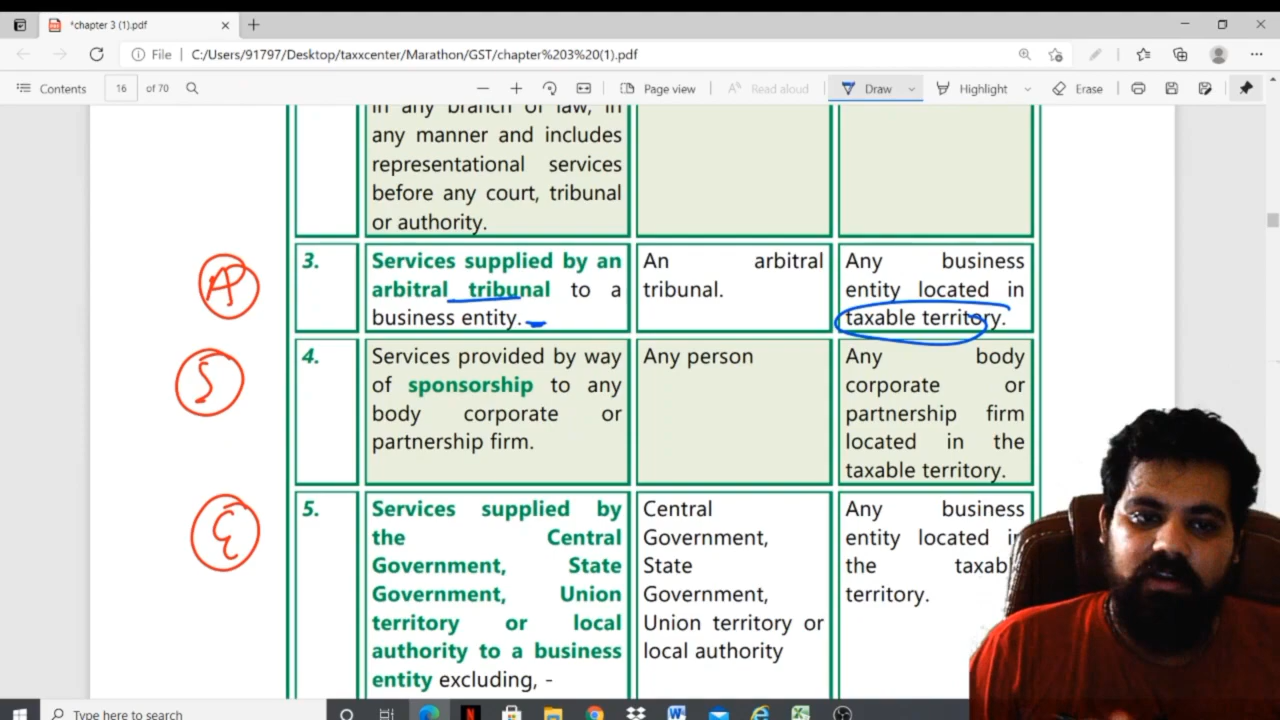 *chapter 3 (1).pdf
File
C:/Users/91797/Desktop/taxxcenter/Marathon/GST/chapter%203%20(1).pdf
Contents
16
of 70
Page view
Read aloud
Draw
Highlight
Erase
in any branch of law, in
any manner and includes
representational services
before any court, tribunal
or authority.
3.
Services supplied by an
arbitral tribunal to a
business entity.
An arbitral
tribunal.
Any business
entity located in
taxable territory.
4.
Services provided by way
of sponsorship to any
body corporate or
partnership firm.
Any person
Any body
corporate or
partnership firm
located in the
taxable territory.
S
5.
Services supplied by
the Central
Government, State
Government, Union
territory or local
authority to a business
entity excluding, -
Central
Government,
State
Government,
Union territory or
local authority
Any business
entity located in
the taxable
territory.
Type here to search